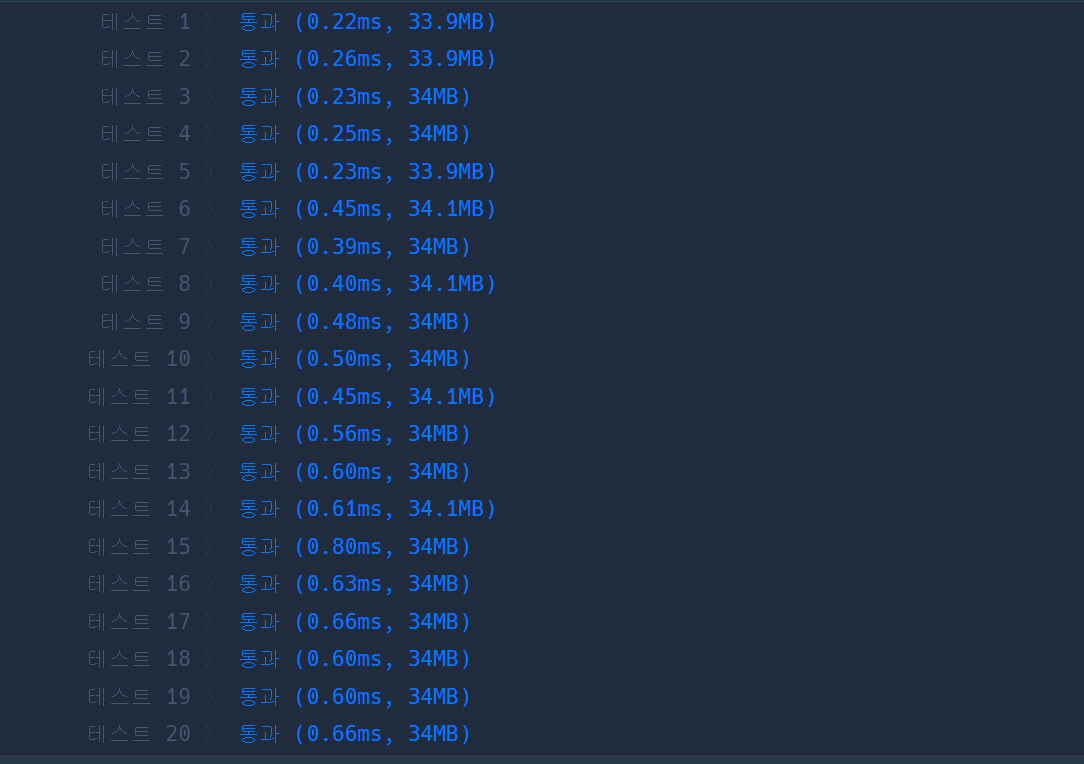 테스트 1 〉 통과 (0.22ms, 33.9MB)
테스트 2 〉 통과 (0.26ms, 33.9MB)
테스트 3 〉 통과 (0.23ms, 34MB)
테스트 4 〉 통과 (0.25ms, 34MB)
테스트 5 〉 통과 (0.23ms, 33.9MB)
테스트 6 〉 통과 (0.45ms, 34.1MB)
테스트 7 〉 통과 (0.39ms, 34MB)
테스트 8 〉 통과 (0.40ms, 34.1MB)
테스트 9 〉 통과 (0.48ms, 34MB)
테스트 10 〉 통과 (0.50ms, 34MB)
테스트 11 〉 통과 (0.45ms, 34.1MB)
테스트 12 〉 통과 (0.56ms, 34MB)
테스트 13 〉 통과 (0.60ms, 34MB)
테스트 14 〉 통과 (0.61ms, 34.1MB)
테스트 15 〉 통과 (0.80ms, 34MB)
테스트 16 〉 통과 (0.63ms, 34MB)
테스트 17 〉 통과 (0.66ms, 34MB)
테스트 18 〉 통과 (0.60ms, 34MB)
테스트 19 〉 통과 (0.60ms, 34MB)
테스트 20 〉 통과 (0.66ms, 34MB)